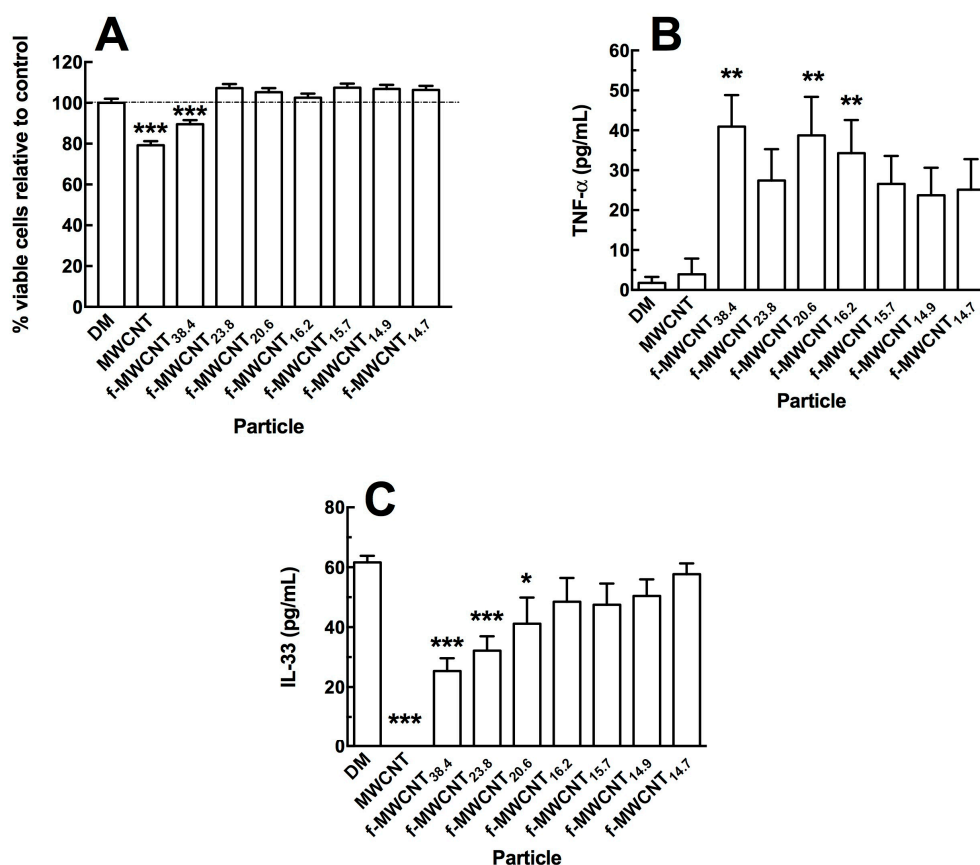 A
% viable cells relative to control
120
100
80
60
40
20
0
***
***
DM
MWCNT
f-MWCNT38.4
f-MWCNT23.8
f-MWCNT20.6
f-MWCNT16.2
f-MWCNT15.7
f-MWCNT14.9
f-MWCNT14.7
Particle
B
TNF-α (pg/mL)
60
50
40
30
20
10
0
**
**
**
DM
MWCNT
f-MWCNT38.4
f-MWCNT23.8
f-MWCNT20.6
f-MWCNT16.2
f-MWCNT15.7
f-MWCNT14.9
f-MWCNT14.7
Particle
C
IL-33 (pg/mL)
80
60
40
20
0
***
***
***
*
DM
MWCNT
f-MWCNT38.4
f-MWCNT23.8
f-MWCNT20.6
f-MWCNT16.2
f-MWCNT15.7
f-MWCNT14.9
f-MWCNT14.7
Particle